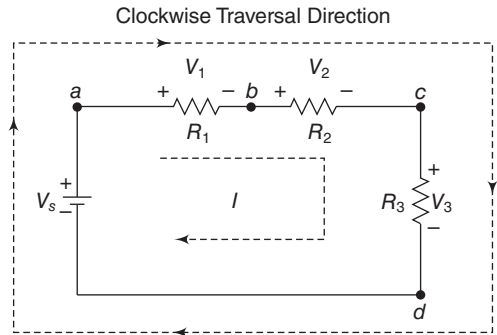 Clockwise Traversal Direction
V1 V2
a + – b + – c
R1 R2
+ +
Vs I R3 V3
– –
d